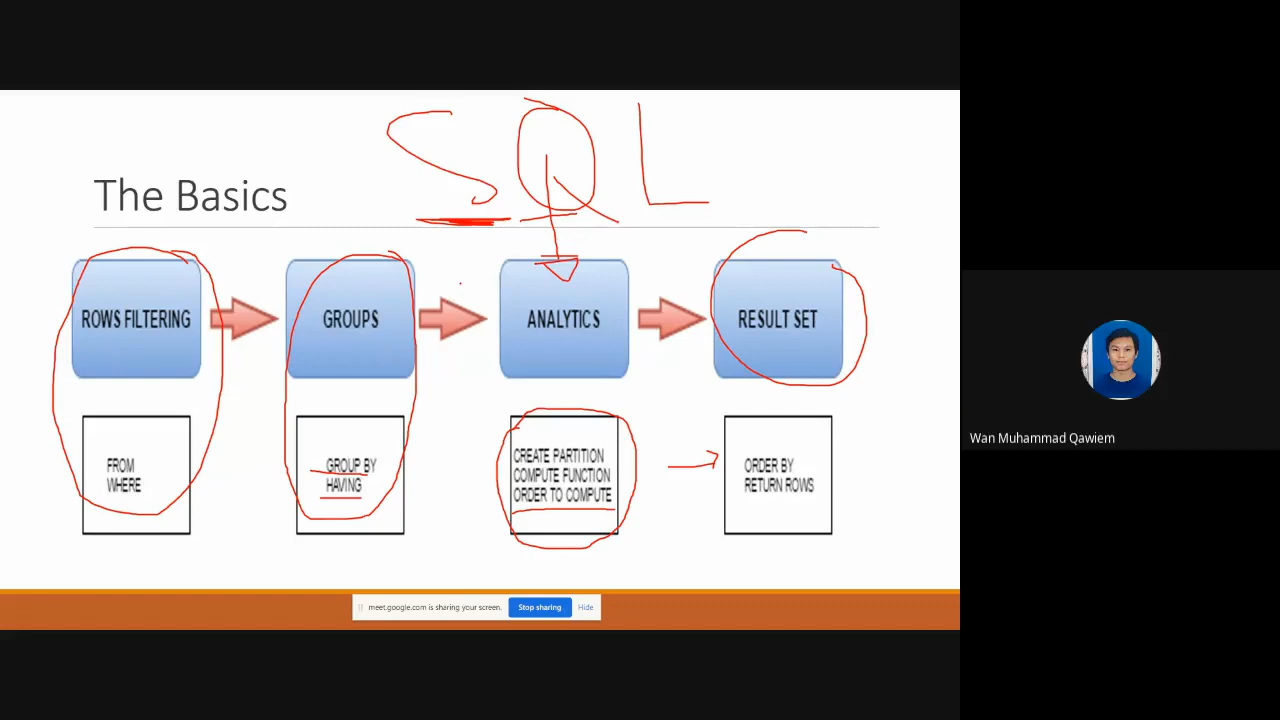 SQL
The Basics
ROWS FILTERING
GROUPS
ANALYTICS
RESULT SET
FROM
WHERE
GROUP BY
HAVING
CREATE PARTITION
COMPUTE FUNCTION
ORDER TO COMPUTE
ORDER BY
RETURN ROWS
Wan Muhammad Qawiem
meet.google.com is sharing your screen.
Stop sharing
Hide